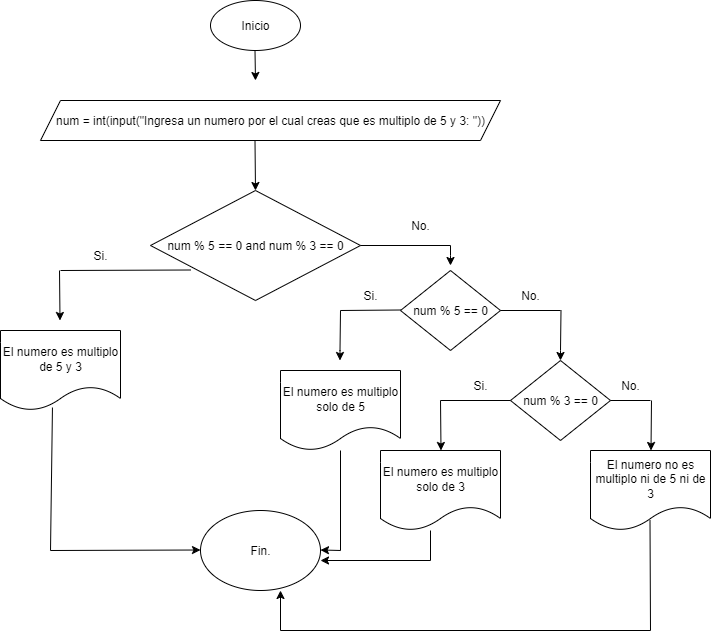 Inicio
num = int(input("Ingresa un numero por el cual creas que es multiplo de 5 y 3: "))
num % 5 == 0 and num % 3 == 0
No.
Si.
num % 5 == 0
Si.
No.
El numero es multiplo
de 5 y 3
El numero es multiplo
solo de 5
num % 3 == 0
Si.
No.
El numero es multiplo
solo de 3
El numero no es
multiplo ni de 5 ni de
3
Fin.